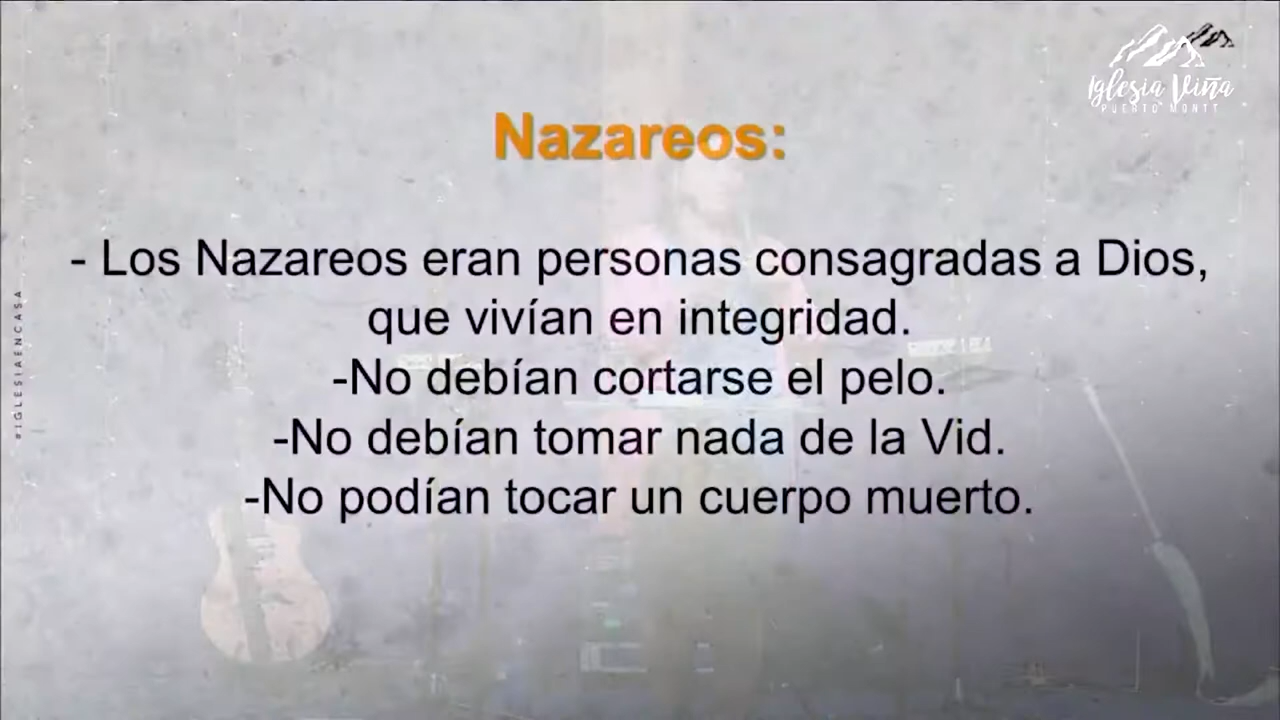 Iglesia Viña
PUERTO MONTT
Nazareos:
- Los Nazareos eran personas consagradas a Dios,
que vivían en integridad.
-No debían cortarse el pelo.
-No debían tomar nada de la Vid.
-No podían tocar un cuerpo muerto.
#IGLESIAENCASA